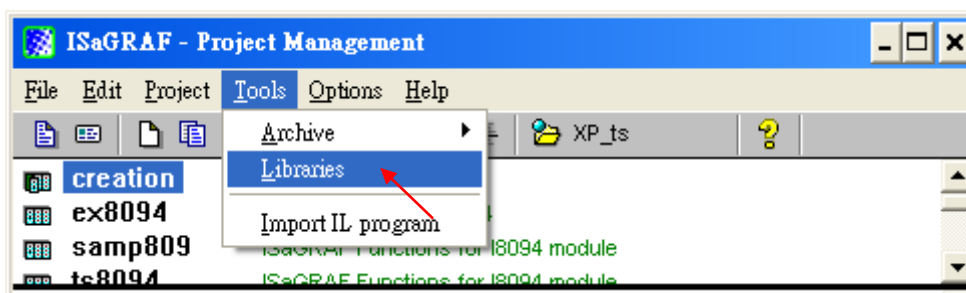 ISaGRAF - Project Management
File Edit Project Tools Options Help
Archive
XP_ts
Libraries
creation
Import IL program
ex8094
samp809
ISaGRAF Functions for I8094 module
ts8094
ISaGRAF Functions for I8094 module